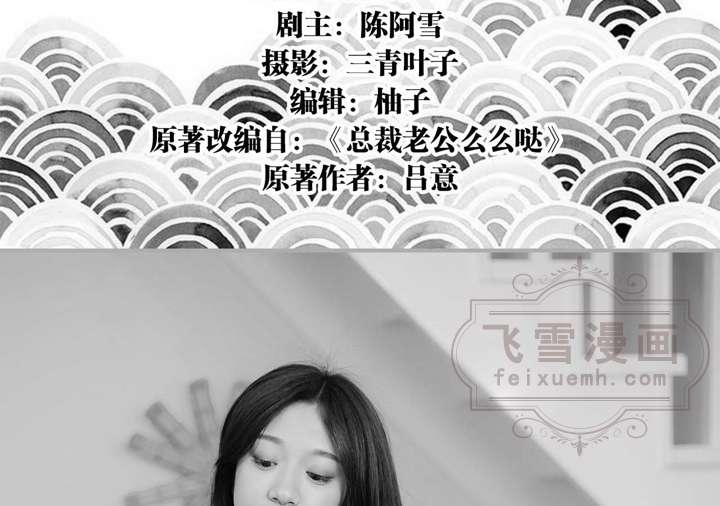 剧主：陈阿雪
摄影：三青叶子
编辑：柚子
原著改编自：《总裁老公么么哒》
原著作者：吕意
飞雪漫画
feixuemh.com